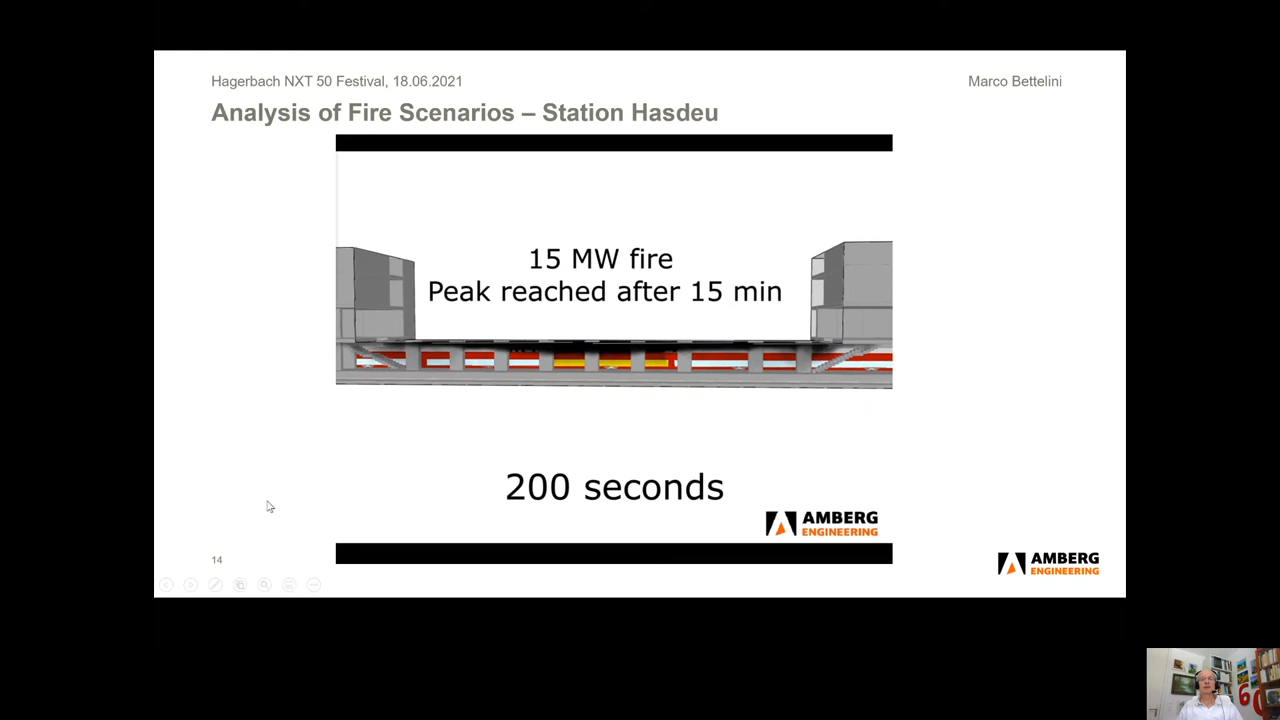 Hagerbach NXT 50 Festival, 18.06.2021
Marco Bettelini
Analysis of Fire Scenarios – Station Hasdeu
15 MW fire
Peak reached after 15 min
200 seconds
AMBERG
ENGINEERING
14
AMBERG
ENGINEERING
60